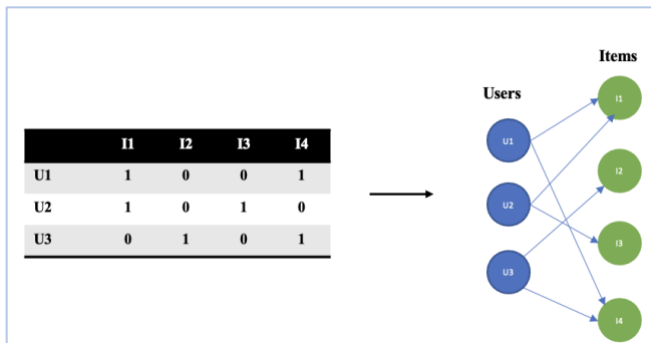 I1 I2 I3 I4
U1 1 0 0 1
U2 1 0 1 0
U3 0 1 0 1
Users
U1
U2
U3
Items
I1
I2
I3
I4